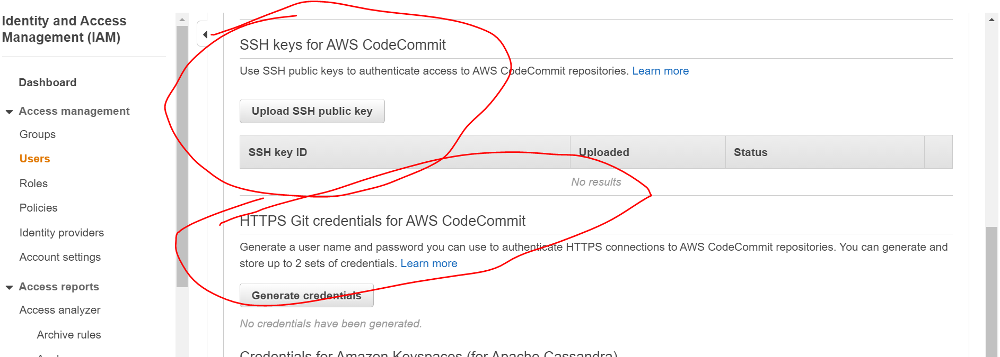 Identity and Access
Management (IAM)
Dashboard
Access management
Groups
Users
Roles
Policies
Identity providers
Account settings
Access reports
Access analyzer
Archive rules
SSH keys for AWS CodeCommit
Use SSH public keys to authenticate access to AWS CodeCommit repositories. Learn more
Upload SSH public key
SSH key ID Uploaded Status
No results
HTTPS Git credentials for AWS CodeCommit
Generate a user name and password you can use to authenticate HTTPS connections to AWS CodeCommit repositories. You can generate and
store up to 2 sets of credentials. Learn more
Generate credentials
No credentials have been generated.
Credentials for Amazon Keyspaces (for Apache Cassandra)